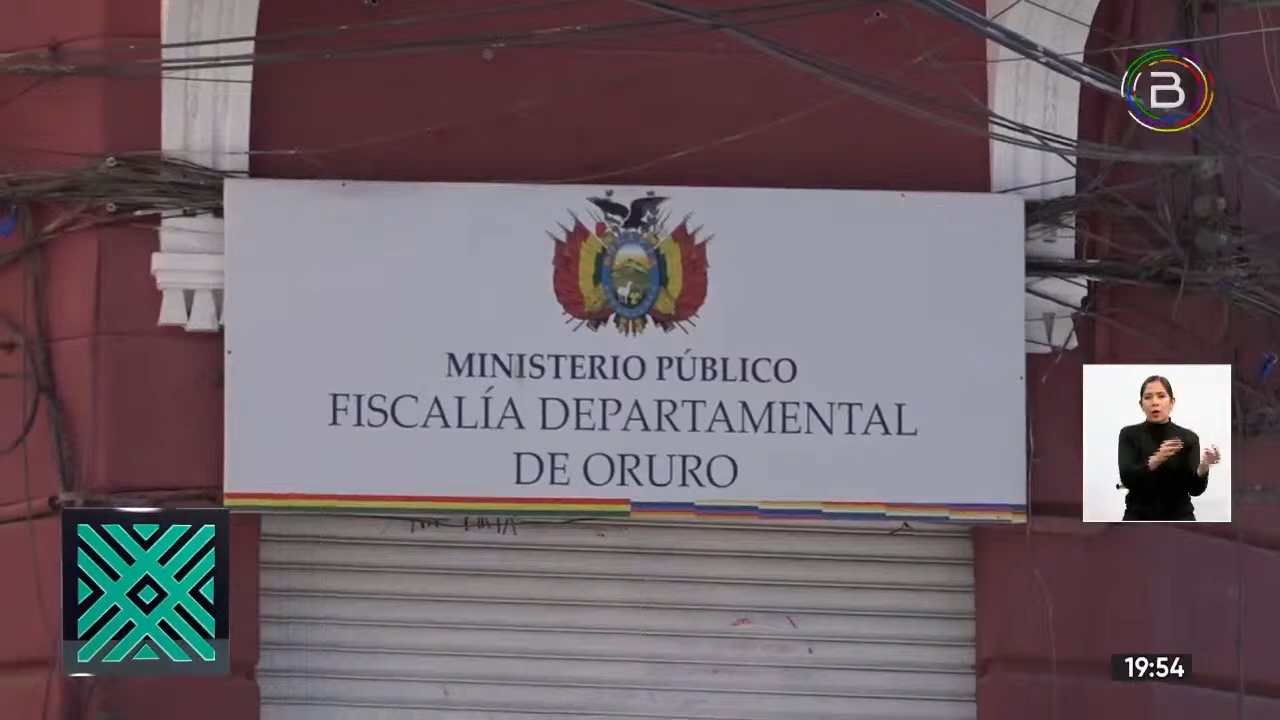 B
MINISTERIO PÚBLICO
FISCALÍA DEPARTAMENTAL
DE ORURO
19:54